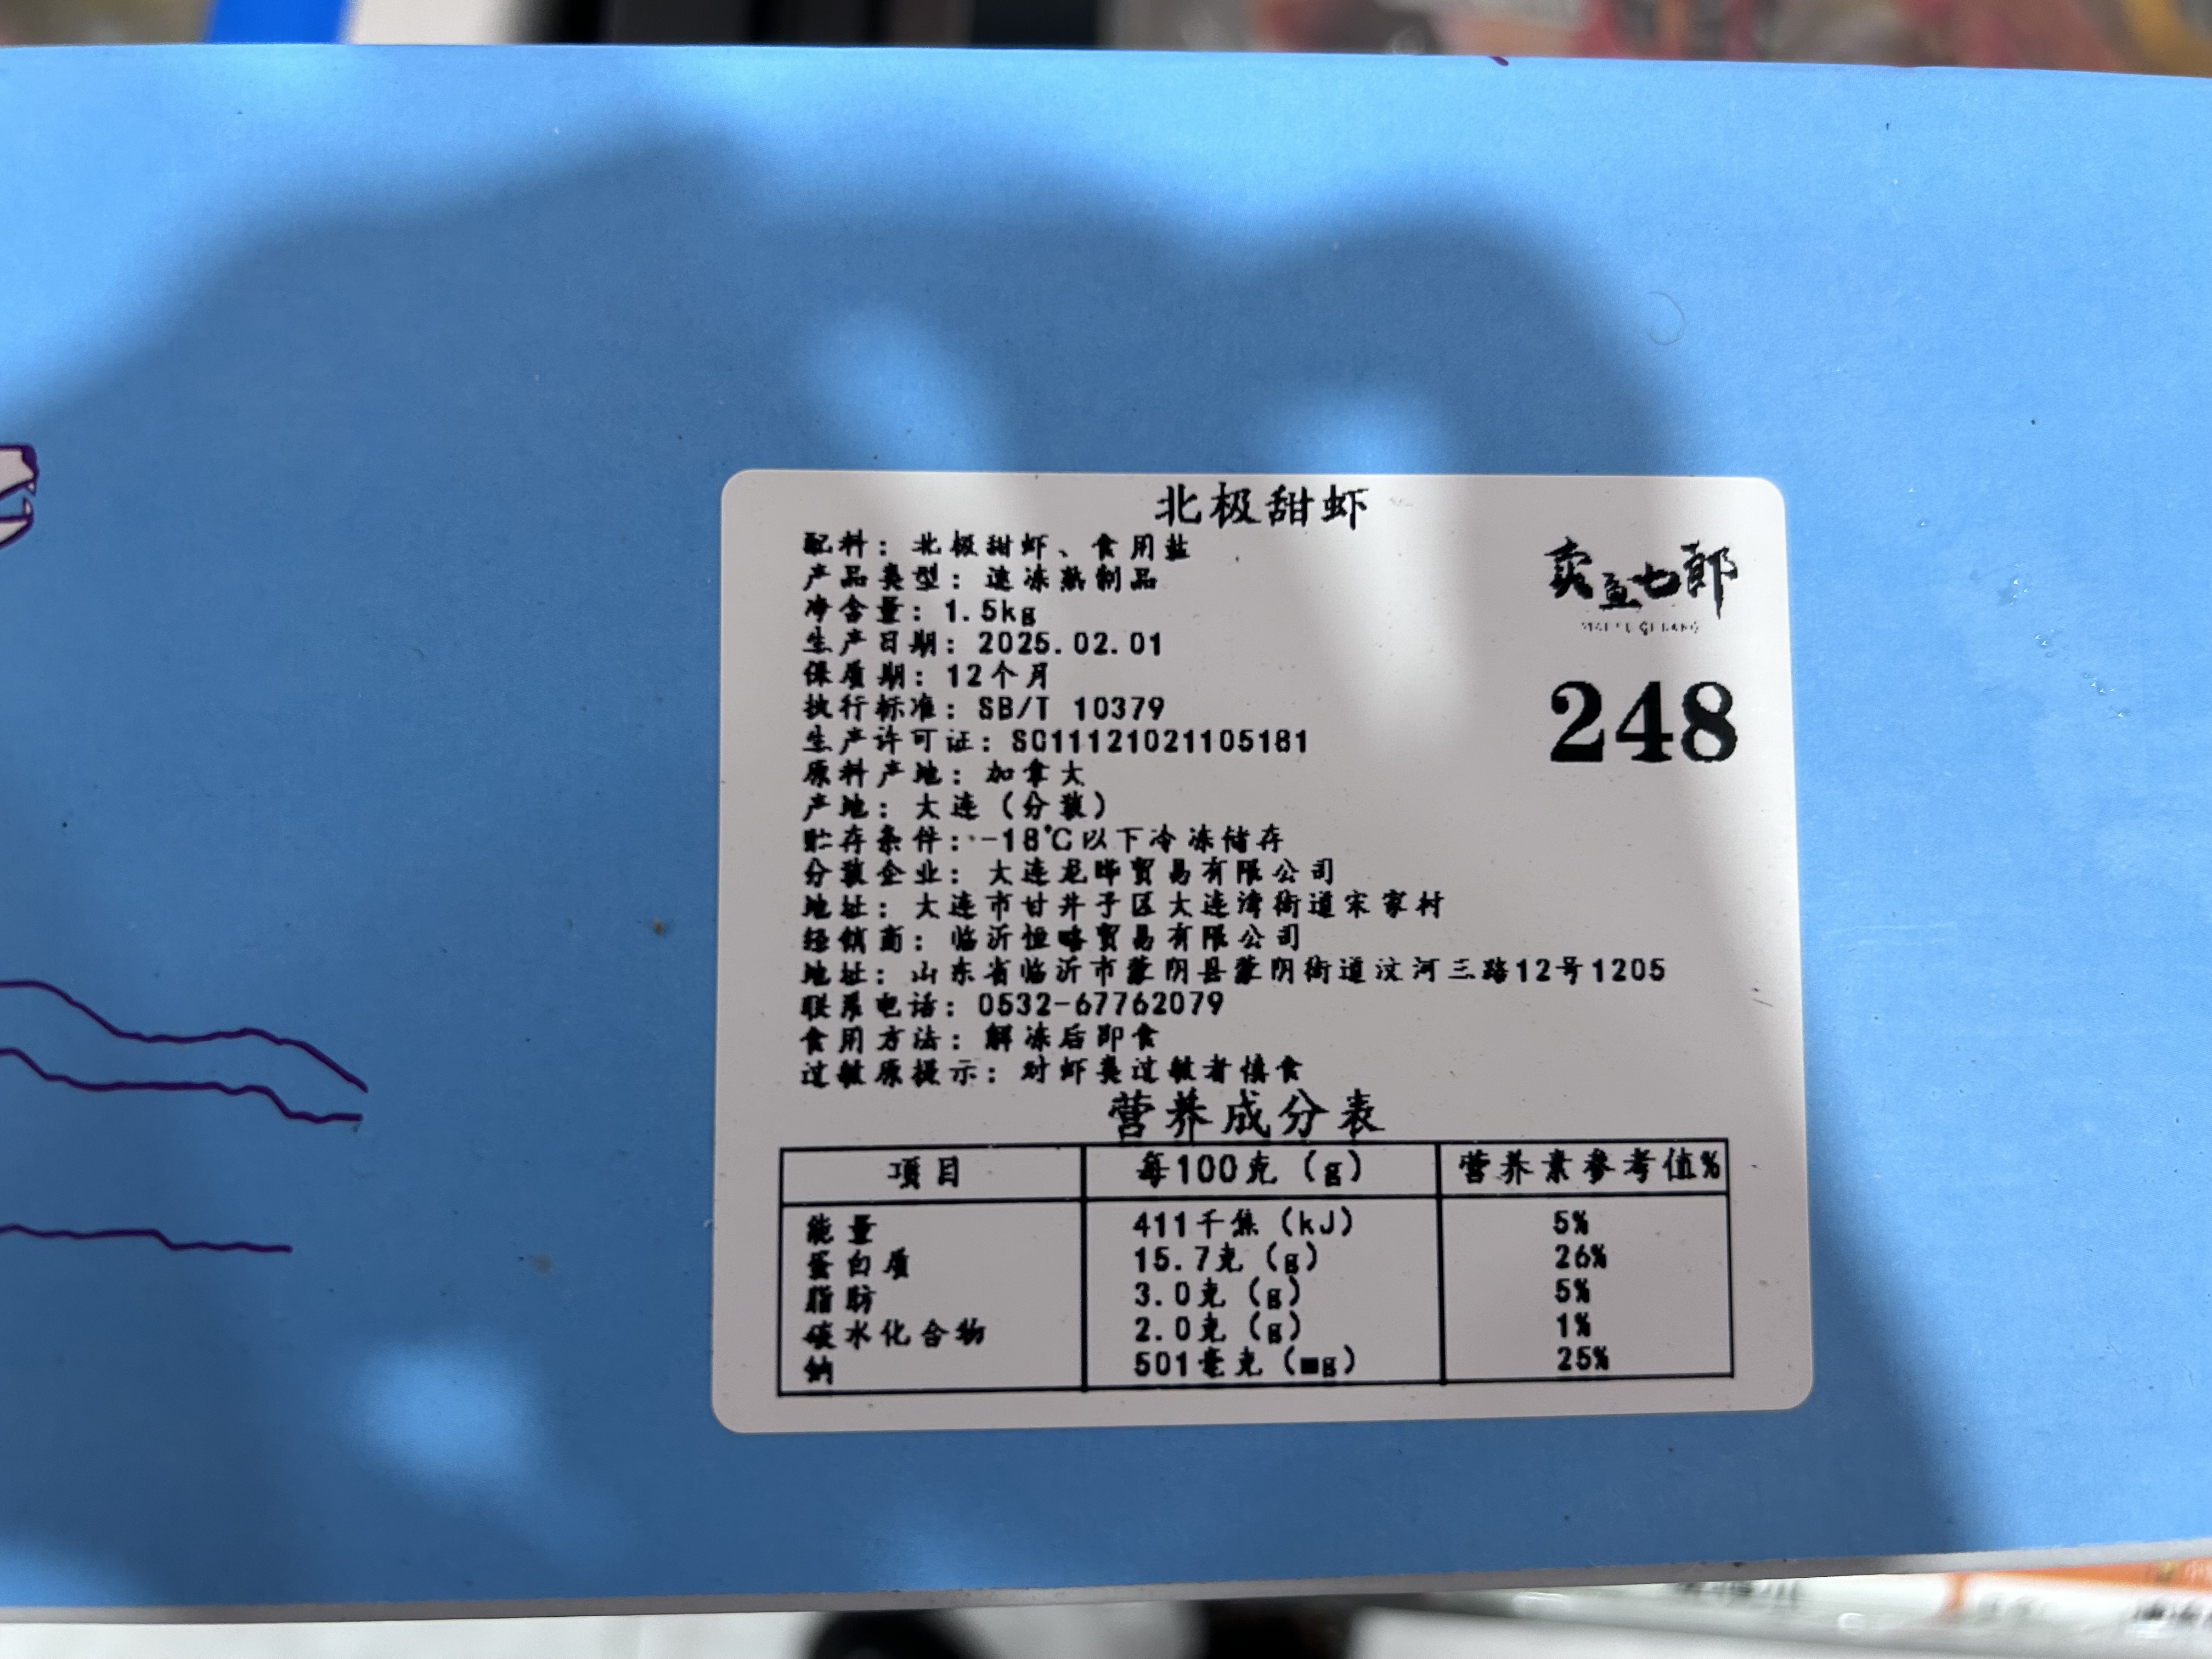 北极甜虾
配料：北极甜虾、食用盐
产品类型：速冻熟制品
净含量：1.5kg
生产日期：2025.02.01
保质期：12个月
执行标准：SB/T 10379
生产许可证：SC11121021105181
原料产地：加拿大
产地：大连（分装）
贮存条件：-18℃以下冷冻储存
分装企业：大连龙晔贸易有限公司
地址：大连市甘井子区大连湾街道宋家村
经销商：临沂恒略贸易有限公司
地址：山东省临沂市蒙阴县蒙阴街道汶河三路12号1205
联系电话：0532-67762079
食用方法：解冻后即食
过敏原提示：对虾类过敏者慎食
卖鱼七郎
248
营养成分表
项目 每100克（g） 营养素参考值%
能量 411千焦（kJ） 5%
蛋白质 15.7克（g） 26%
脂肪 3.0克（g） 5%
碳水化合物 2.0克（g） 1%
钠 501毫克（mg） 25%